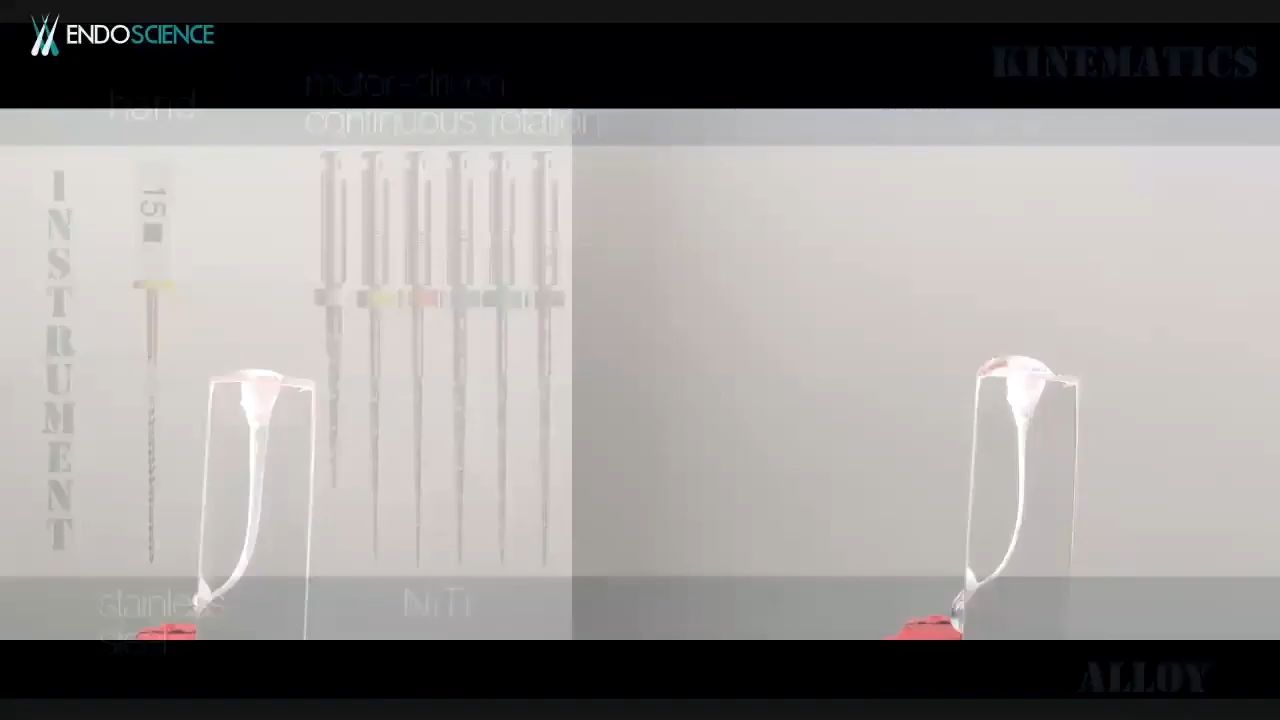 ENDOSCIENCE
KINEMATICS
hand
motor-driven
continuous rotation
INSTRUMENT
15
stainless
steel
NiTi
ALLOY